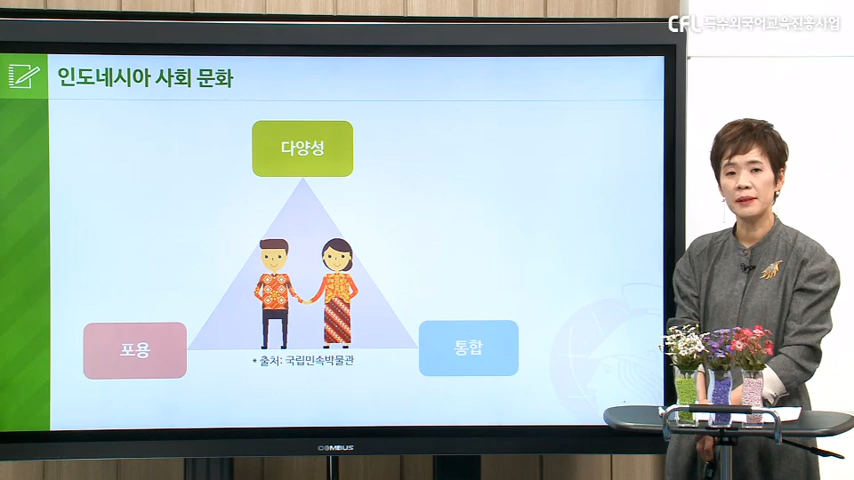 CFL 특수외국어교육진흥사업
인도네시아 사회 문화
다양성
포용
통합
* 출처: 국립민속박물관
COMBUS